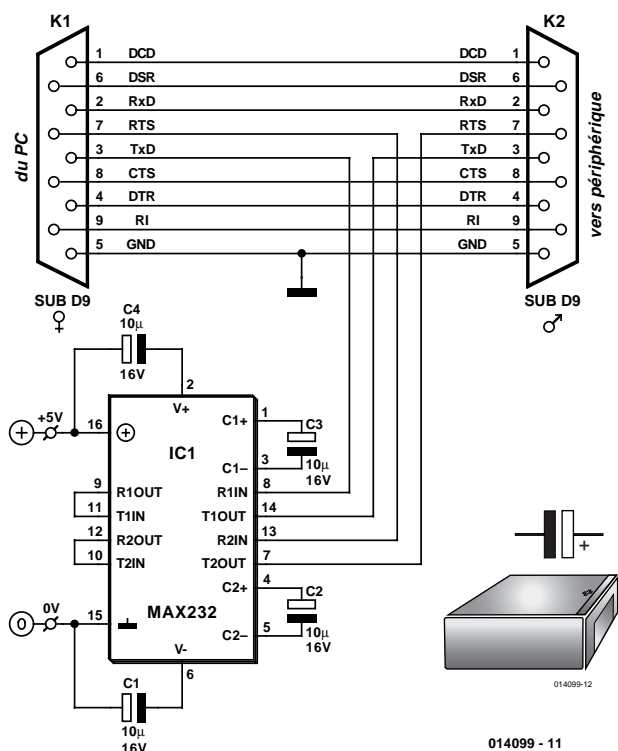 K1
K2
1 DCD DCD 1
6 DSR DSR 6
2 RxD RxD 2
7 RTS RTS 7
3 TxD TxD 3
8 CTS CTS 8
4 DTR DTR 4
9 RI RI 9
5 GND GND 5
du PC
vers périphérique
SUB D9
♀
SUB D9
♂
C4
10µ
16V
2
V+
+5V
16
IC1
C1+
1
C3
10µ
16V
C1–
3
9 R1OUT
R1IN 8
11 T1IN
T1OUT 14
12 R2OUT
R2IN 13
10 T2IN
T2OUT 7
C2+
4
C2
10µ
16V
C2–
5
0V
15
MAX232
V-
6
C1
10µ
16V
+
014099-12
014099 - 11